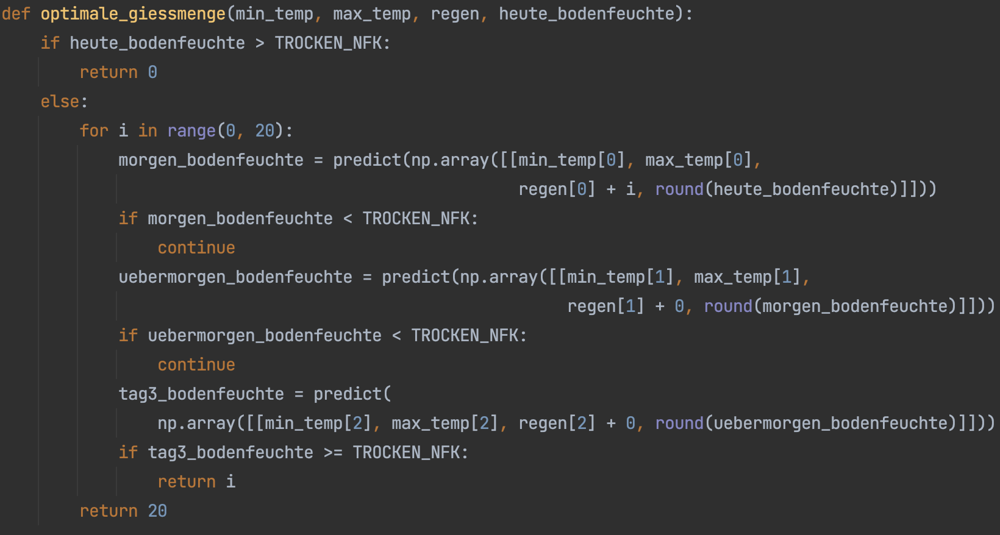 def optimale_giessmenge(min_temp, max_temp, regen, heute_bodenfeuchte):
    if heute_bodenfeuchte > TROCKEN_NFK:
        return 0
    else:
        for i in range(0, 20):
            morgen_bodenfeuchte = predict(np.array([[min_temp[0], max_temp[0],
                                                     regen[0] + i, round(heute_bodenfeuchte)]]))
            if morgen_bodenfeuchte < TROCKEN_NFK:
                continue
            uebermorgen_bodenfeuchte = predict(np.array([[min_temp[1], max_temp[1],
                                                          regen[1] + 0, round(morgen_bodenfeuchte)]]))
            if uebermorgen_bodenfeuchte < TROCKEN_NFK:
                continue
            tag3_bodenfeuchte = predict(
                np.array([[min_temp[2], max_temp[2], regen[2] + 0, round(uebermorgen_bodenfeuchte)]]))
            if tag3_bodenfeuchte >= TROCKEN_NFK:
                return i
        return 20